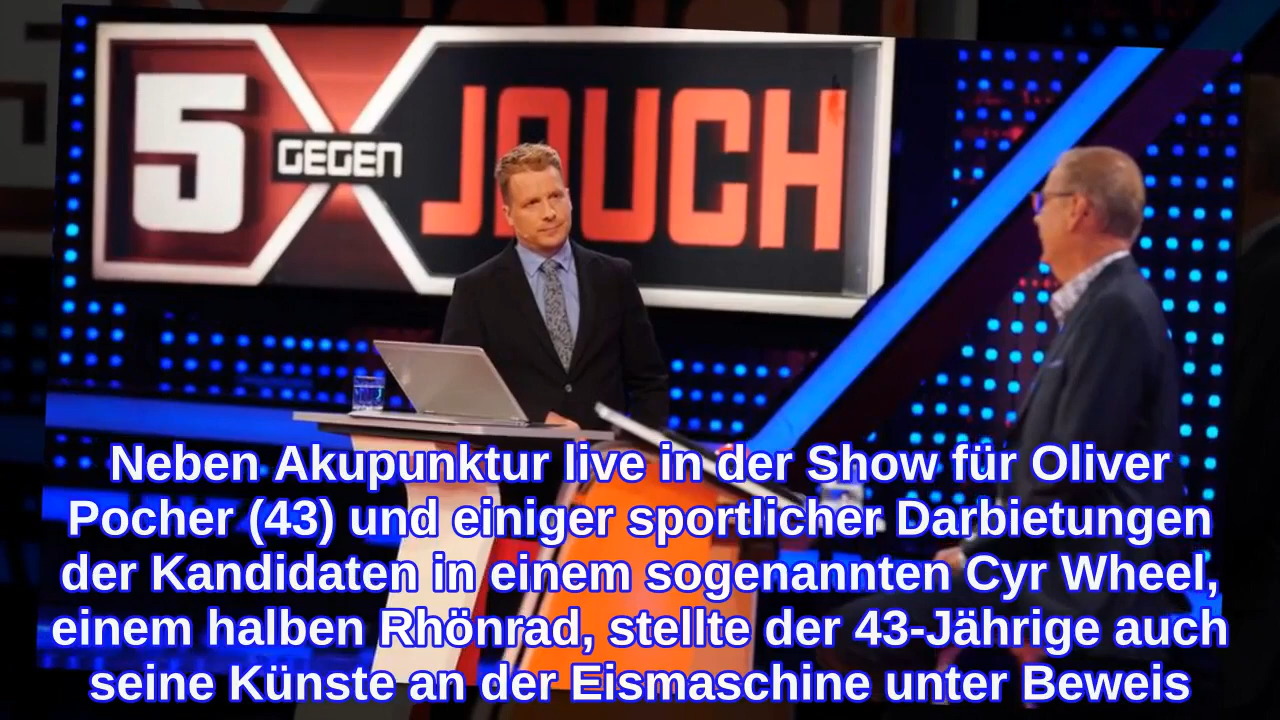 5 GEGEN JAUCH
Neben Akupunktur live in der Show für Oliver
Pocher (43) und einiger sportlicher Darbietungen
der Kandidaten in einem sogenannten Cyr Wheel,
einem halben Rhönrad, stellte der 43-Jährige auch
seine Künste an der Eismaschine unter Beweis